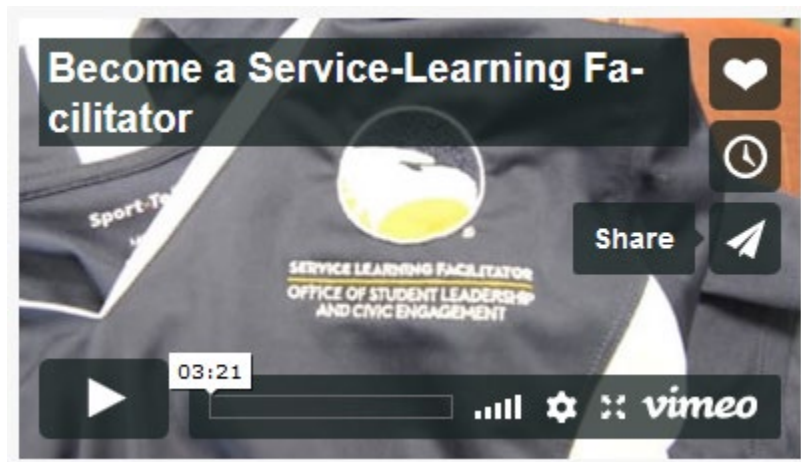 Become a Service-Learning Fa-
cilitator
Sport-Te
Share
SERVICE LEARNING FACILITATOR
OFFICE OF STUDENT LEADERSHIP
AND CIVIC ENGAGEMENT
03:21
vimeo